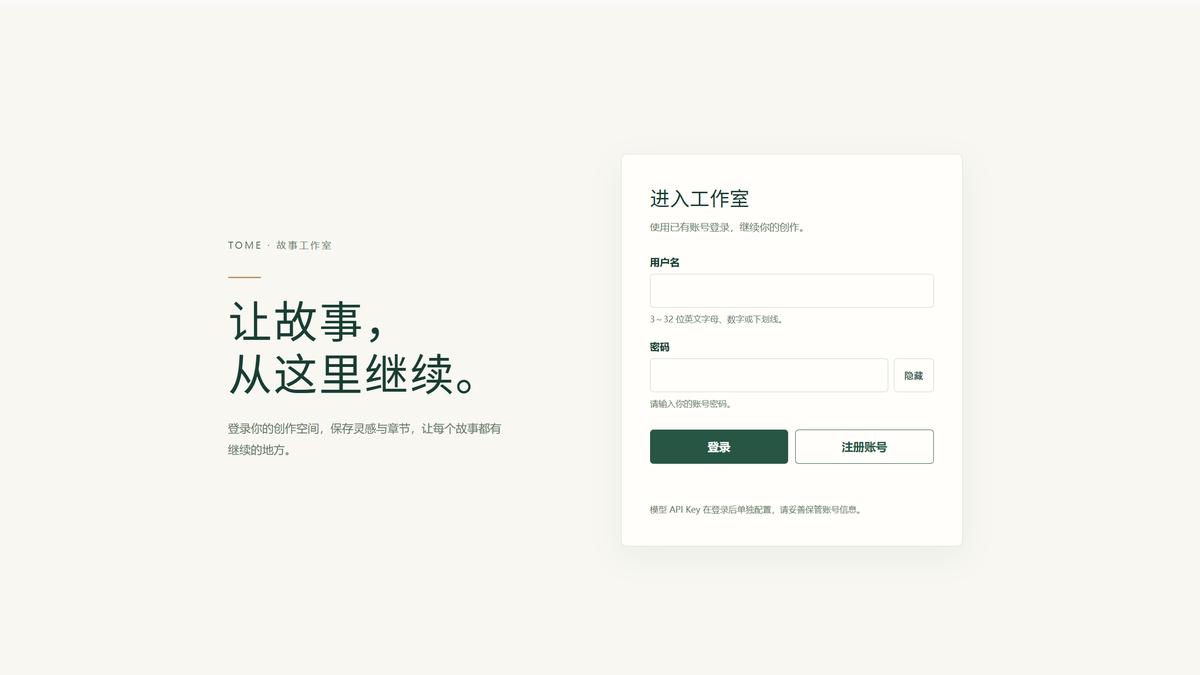 TOME · 故事工作室
让故事，
从这里继续。
登录你的创作空间，保存灵感与章节，让每个故事都有
继续的地方。
进入工作室
使用已有账号登录，继续你的创作。
用户名
3～32 位英文字母、数字或下划线。
密码
隐藏
请输入你的账号密码。
登录
注册账号
模型 API Key 在登录后单独配置，请妥善保管账号信息。